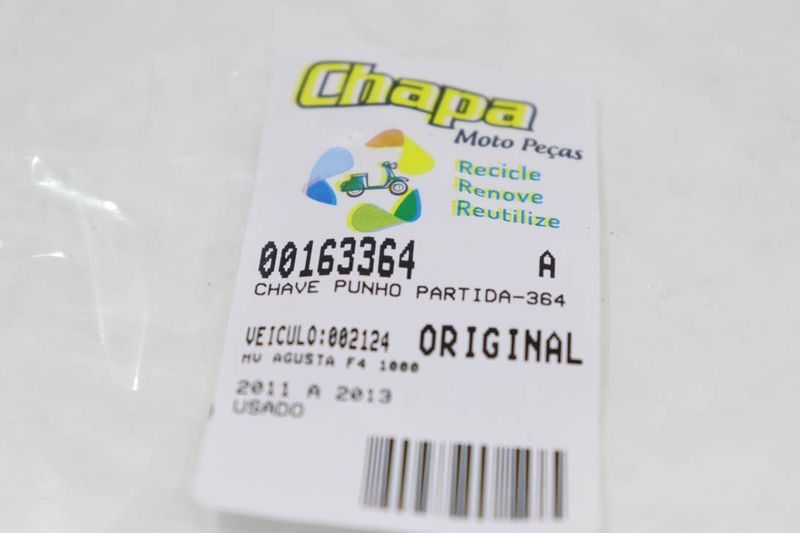 Chapa
Moto Peças
Recicle
Renove
Reutilize
00163364 A
CHAVE PUNHO PARTIDA-364
VEICULO:002124 ORIGINAL
MV AGUSTA F4 1000
2011 A 2013
USADO